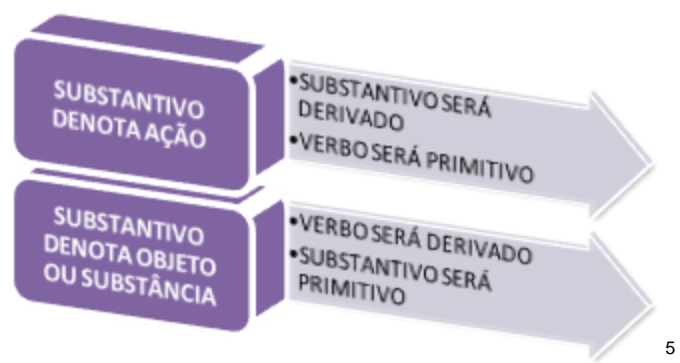 SUBSTANTIVO
DENOTA AÇÃO
•SUBSTANTIVO SERÁ
DERIVADO
•VERBO SERÁ PRIMITIVO
SUBSTANTIVO
DENOTA OBJETO
OU SUBSTÂNCIA
•VERBO SERÁ DERIVADO
•SUBSTANTIVO SERÁ
PRIMITIVO
5